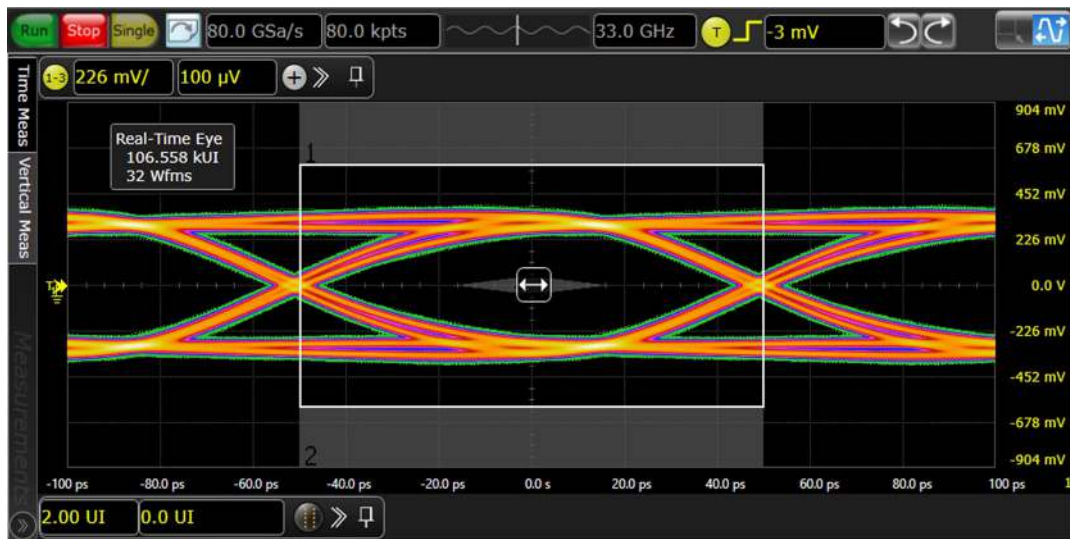 Run Stop Single 80.0 GSa/s 80.0 kpts 33.0 GHz T -3 mV
Time Meas
Vertical Meas
Measurements
1-3 226 mV/ 100 µV
Real-Time Eye
106.558 kUI
32 Wfms
1
2
904 mV
678 mV
452 mV
226 mV
0.0 V
-226 mV
-452 mV
-678 mV
-904 mV
-100 ps -80.0 ps -60.0 ps -40.0 ps -20.0 ps 0.0 s 20.0 ps 40.0 ps 60.0 ps 80.0 ps 100 ps
2.00 UI 0.0 UI